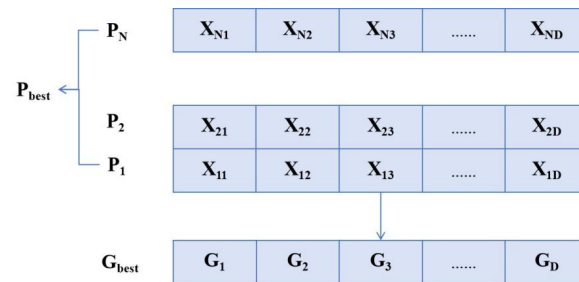 P_N X_N1 X_N2 X_N3 ...... X_ND
P_best
P_2 X_21 X_22 X_23 ...... X_2D
P_1 X_11 X_12 X_13 ...... X_1D
G_best G_1 G_2 G_3 ...... G_D